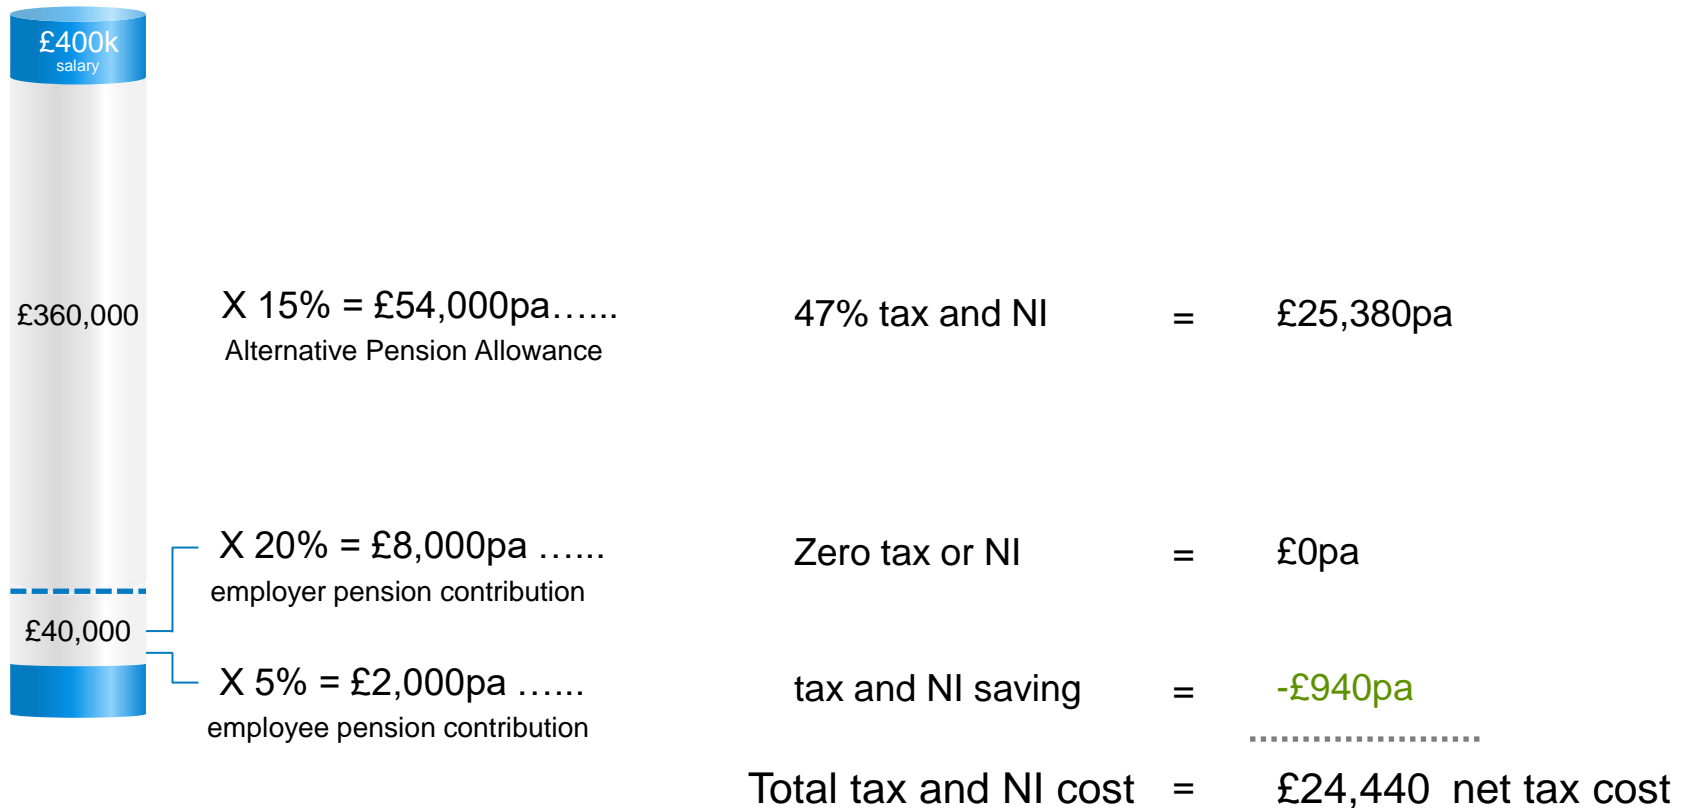 £400k
salary
£360,000
X 15% = £54,000pa…...
Alternative Pension Allowance
47% tax and NI = £25,380pa
X 20% = £8,000pa …...
employer pension contribution
Zero tax or NI = £0pa
£40,000
X 5% = £2,000pa …...
employee pension contribution
tax and NI saving = -£940pa
Total tax and NI cost = £24,440 net tax cost